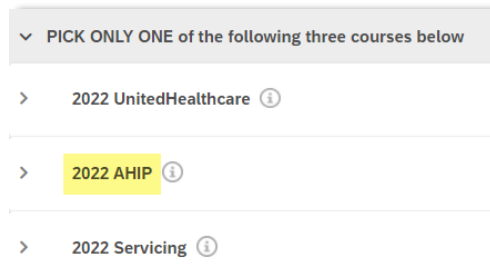 PICK ONLY ONE of the following three courses below
2022 UnitedHealthcare
2022 AHIP
2022 Servicing